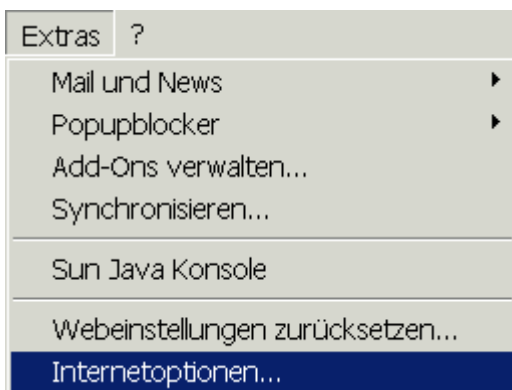 Extras ?
Mail und News
Popupblocker
Add-Ons verwalten...
Synchronisieren...
Sun Java Konsole
Webeinstellungen zurücksetzen...
Internetoptionen...